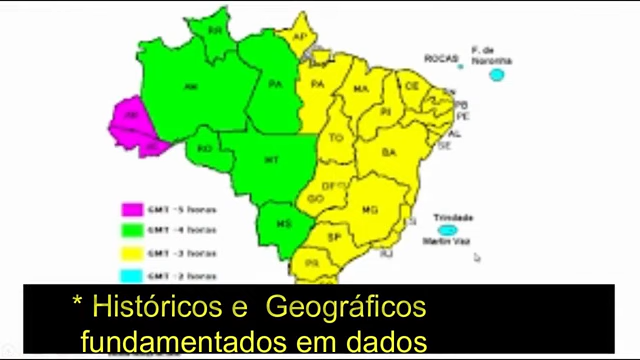 RR
AP
ROCAS
F. de
Noronha
AM
PA
PA
MA
CE
PI
PB
PE
AL
SE
TO
RO
MT
BA
DF
GO
MG
MS
ES
SP
RJ
PR
Trindade
Martin Vaz
GMT -5 horas
GMT -4 horas
GMT -3 horas
GMT -2 horas
* Históricos e Geográficos
fundamentados em dados